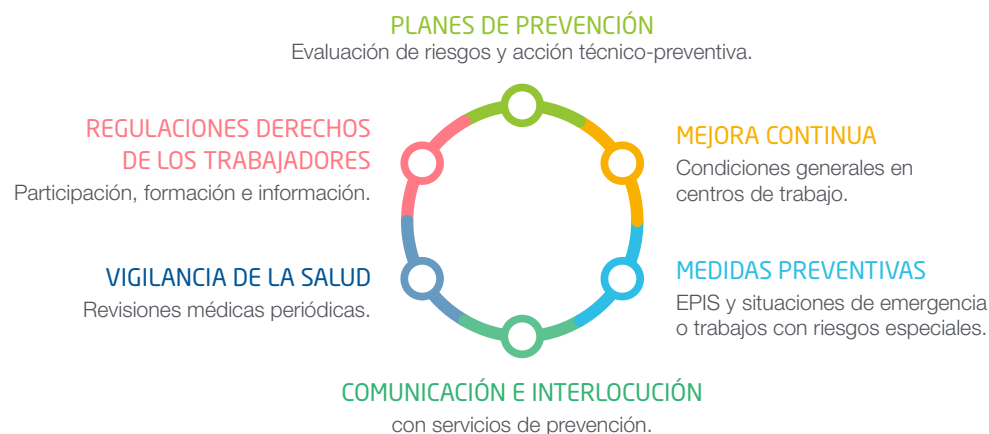 PLANES DE PREVENCIÓN
Evaluación de riesgos y acción técnico-preventiva.
REGULACIONES DERECHOS
DE LOS TRABAJADORES
Participación, formación e información.
MEJORA CONTINUA
Condiciones generales en
centros de trabajo.
VIGILANCIA DE LA SALUD
Revisiones médicas periódicas.
MEDIDAS PREVENTIVAS
EPIS y situaciones de emergencia
o trabajos con riesgos especiales.
COMUNICACIÓN E INTERLOCUCIÓN
con servicios de prevención.